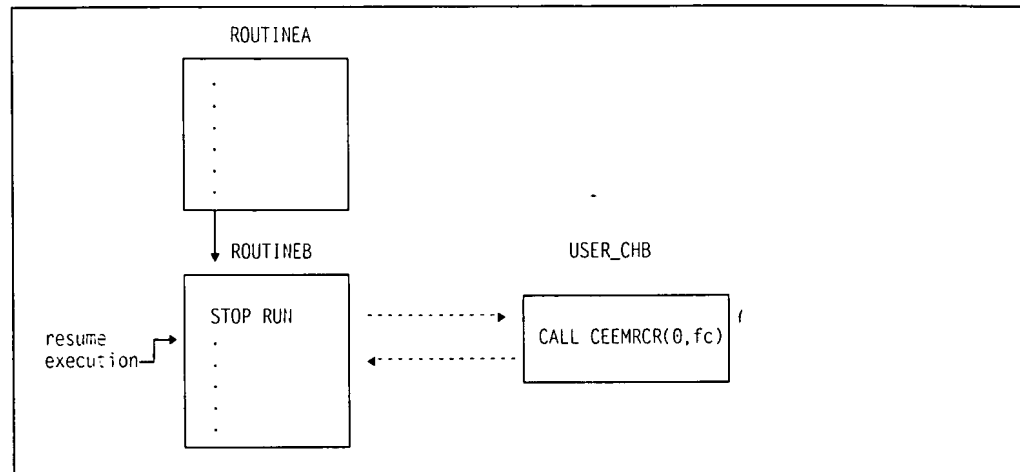 ROUTINEA
ROUTINEB
USER_CHB
STOP RUN
CALL CEEMRCR(0,fc)
resume
execution